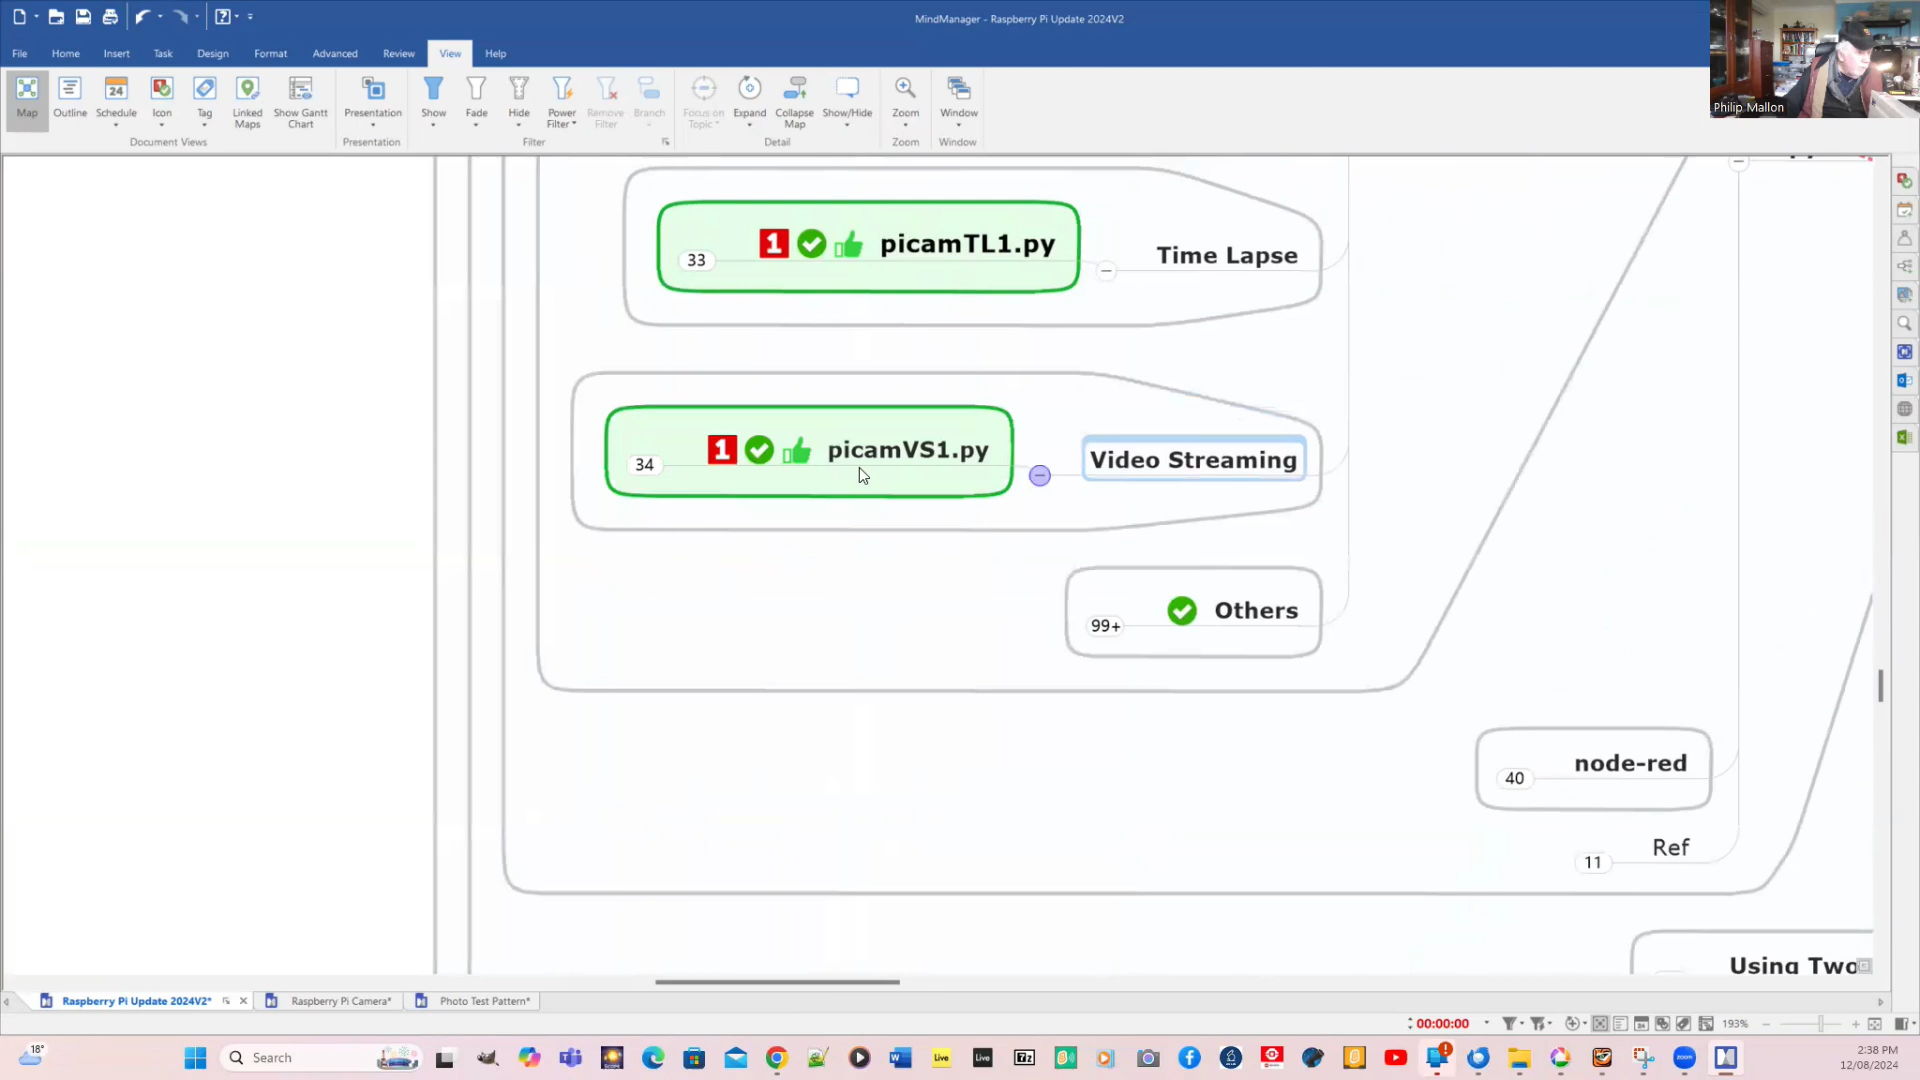 MindManager - Raspberry Pi Update 2024V2
File Home Insert Task Design Format Advanced Review View Help
Map Outline Schedule Icon Tag Linked Maps Show Gantt Chart Presentation Show Fade Hide Power Filter Remove Filter Branch Focus on Topic Expand Collapse Map Show/Hide Zoom Window
Document Views Presentation Filter Detail Zoom Window
Philip Mallon
33 1 picamTL1.py Time Lapse
34 1 picamVS1.py Video Streaming
99+ Others
40 node-red
11 Ref
Using Two
Raspberry Pi Update 2024V2* Raspberry Pi Camera* Photo Test Pattern*
00:00:00 193%
18° Search 2:38 PM
12/08/2024